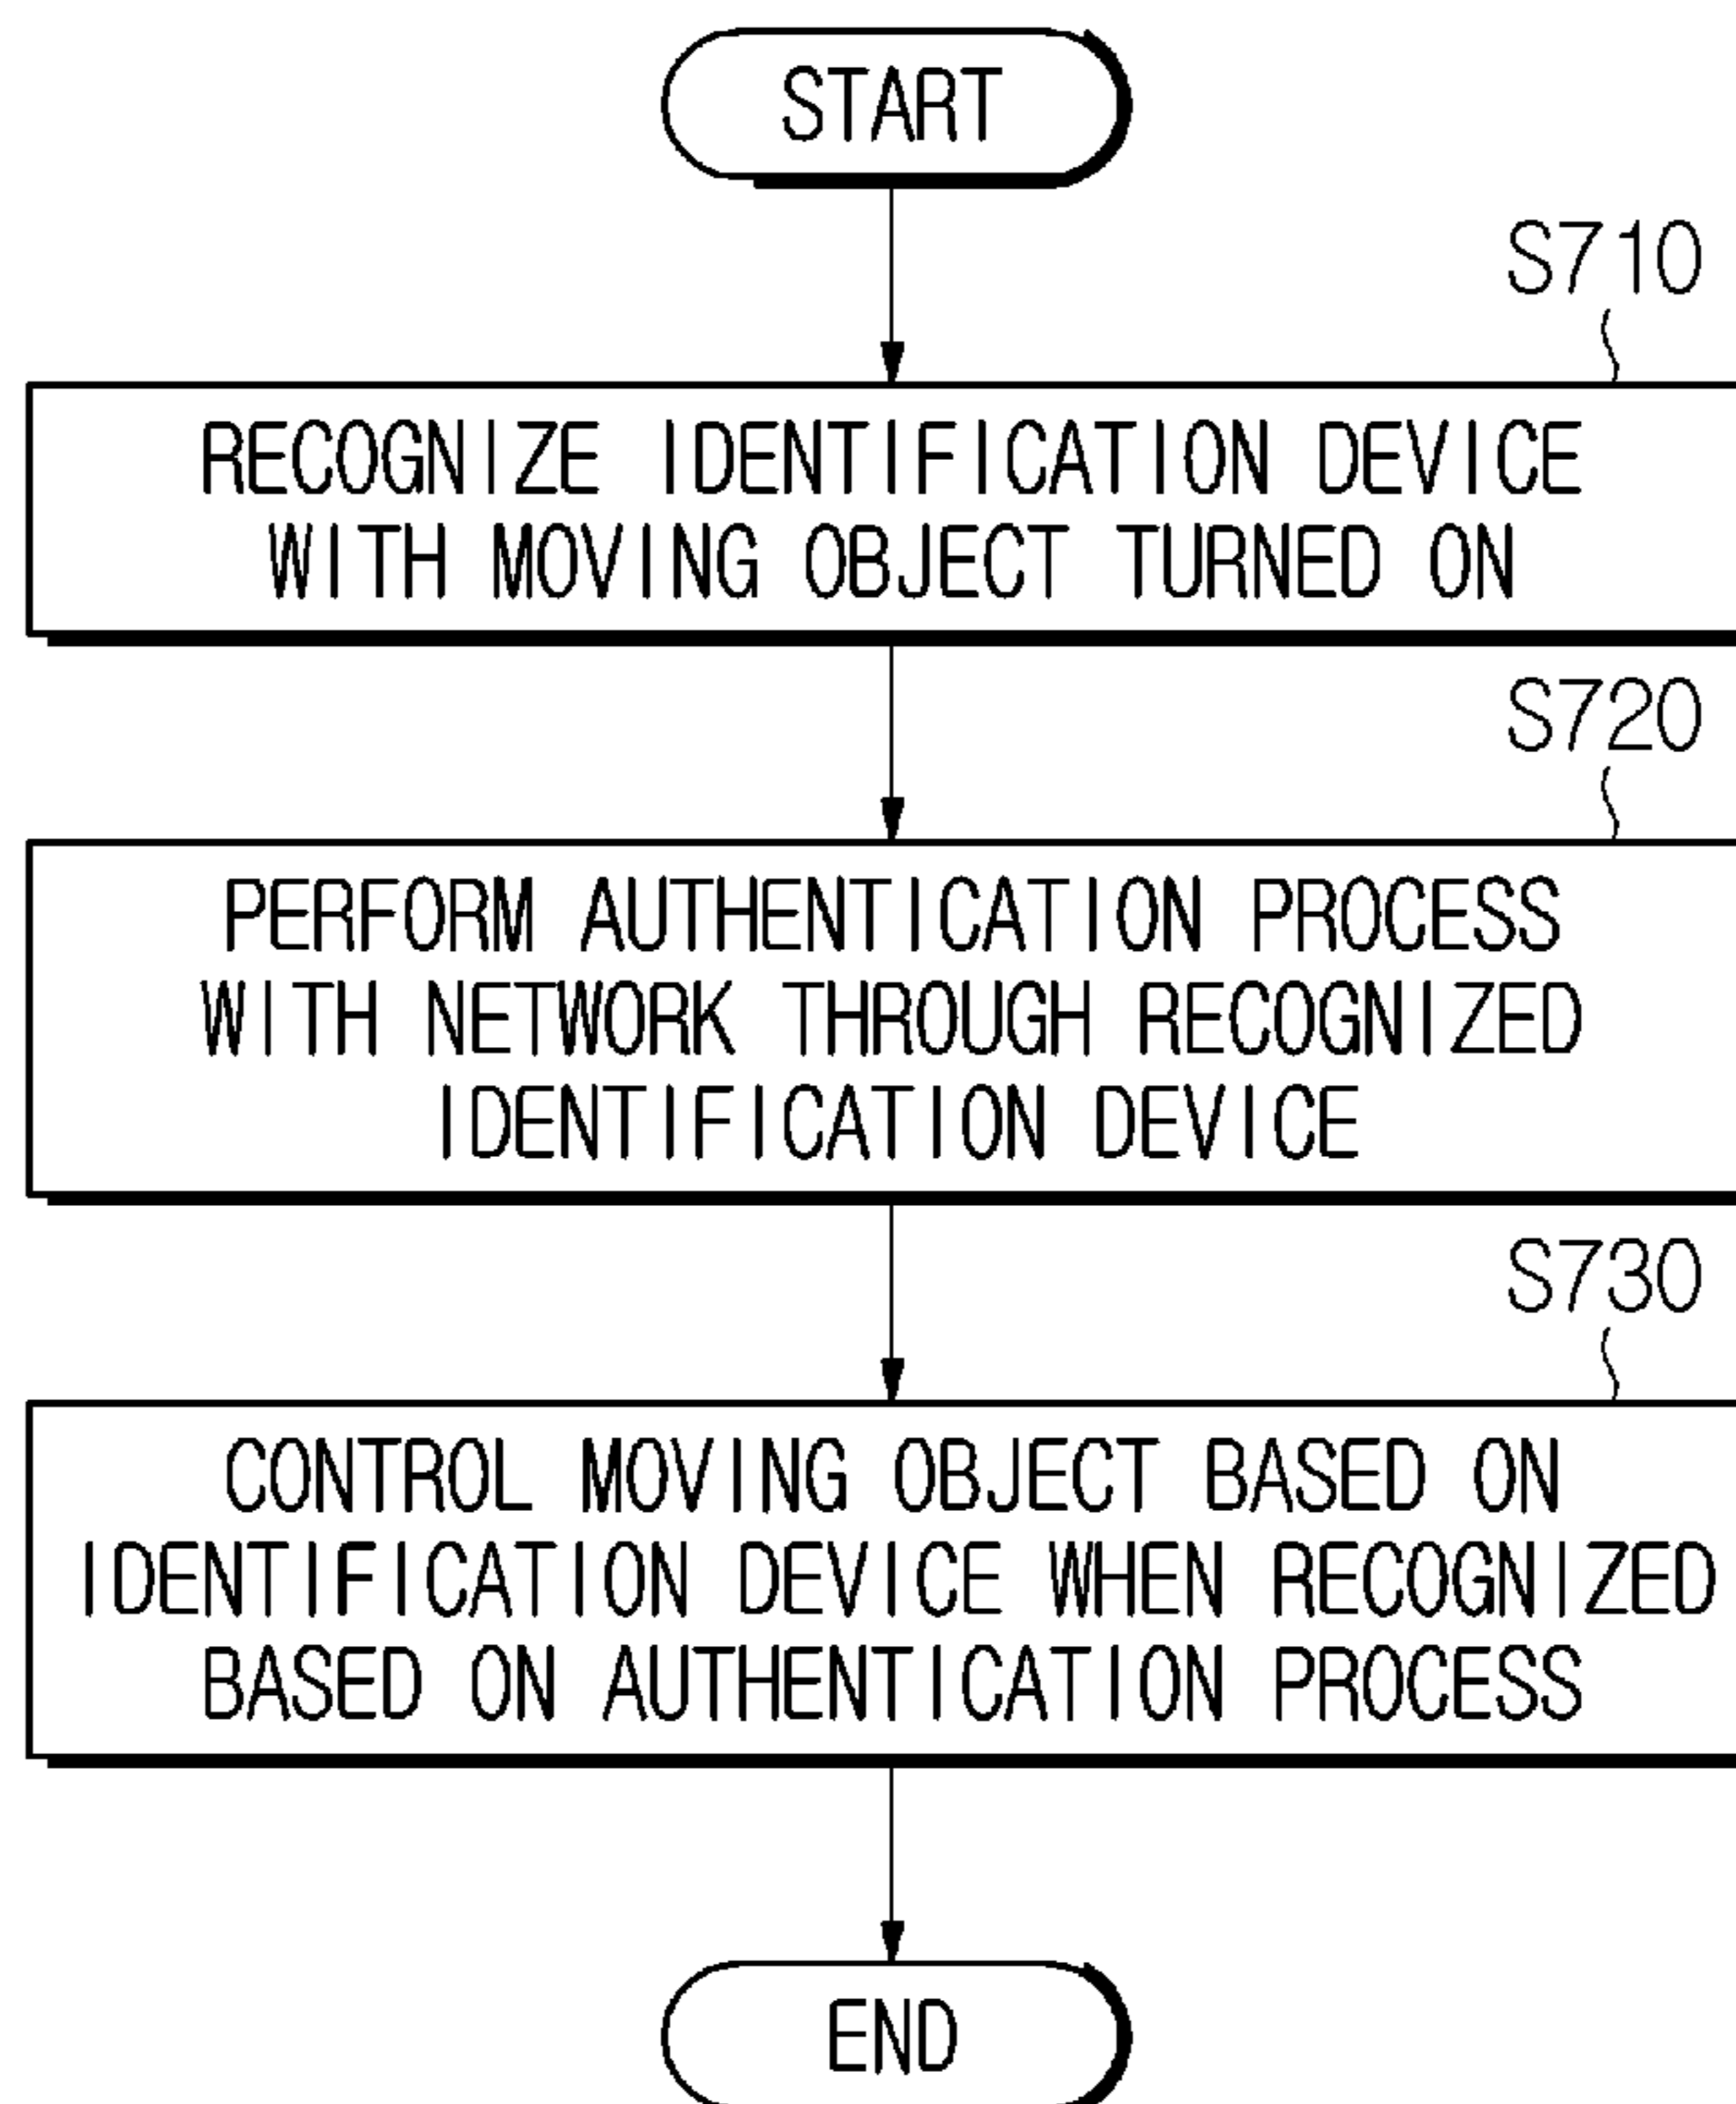 START
S710
RECOGNIZE IDENTIFICATION DEVICE
WITH MOVING OBJECT TURNED ON
S720
PERFORM AUTHENTICATION PROCESS
WITH NETWORK THROUGH RECOGNIZED
IDENTIFICATION DEVICE
S730
CONTROL MOVING OBJECT BASED ON
IDENTIFICATION DEVICE WHEN RECOGNIZED
BASED ON AUTHENTICATION PROCESS
END